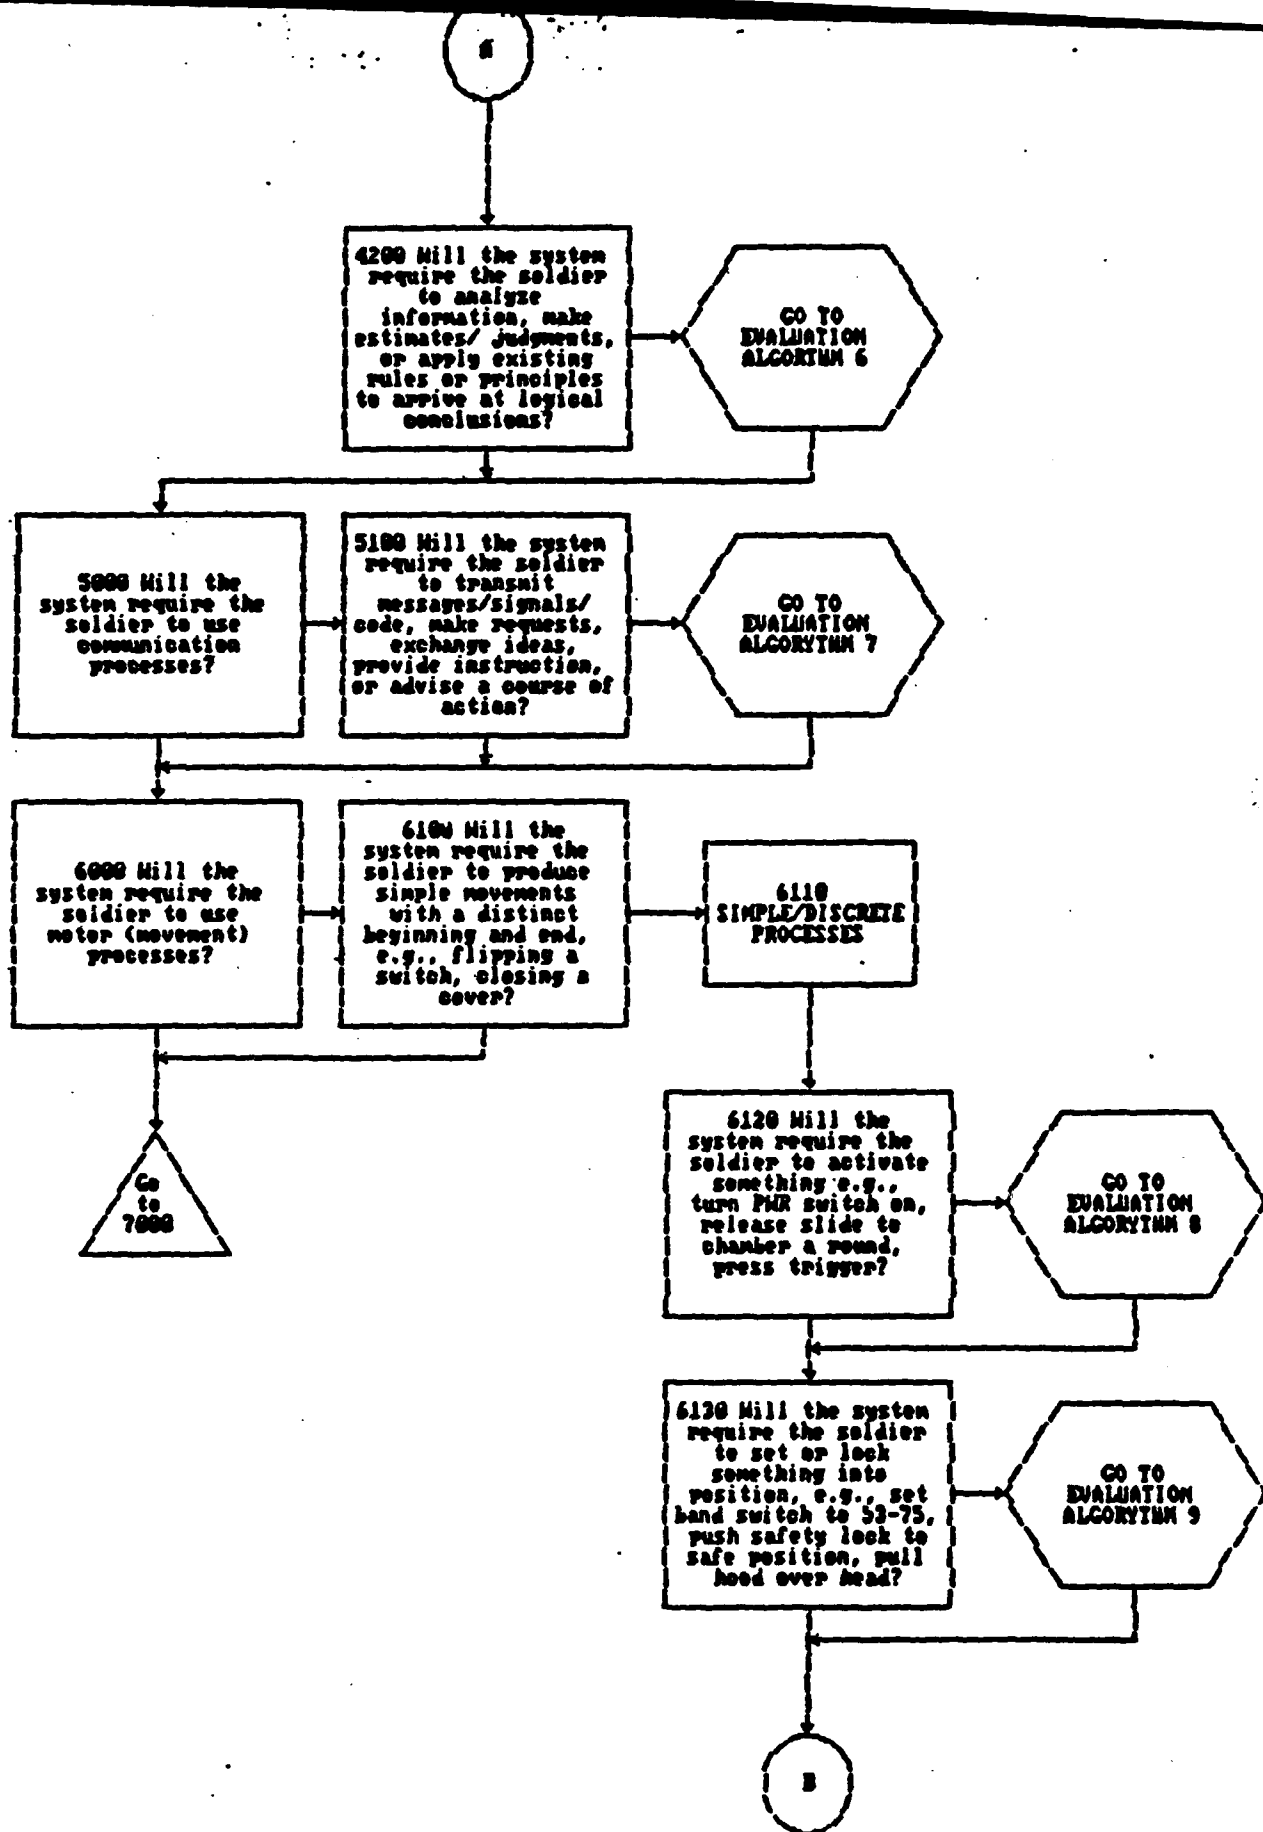 A
4200 Will the system
require the soldier
to analyze
information, make
estimates/ judgments,
or apply existing
rules or principles
to arrive at logical
conclusions?
GO TO
EVALUATION
ALGORTHM 6
5000 Will the
system require the
soldier to use
communication
processes?
5100 Will the system
require the soldier
to transmit
messages/signals/
code, make requests,
exchange ideas,
provide instruction,
or advise a course of
action?
GO TO
EVALUATION
ALGORYTHM 7
6000 Will the
system require the
soldier to use
motor (movement)
processes?
6100 Will the
system require the
soldier to produce
simple movements
with a distinct
beginning and end,
e.g., flipping a
switch, closing a
cover?
6110
SIMPLE/DISCRETE
PROCESSES
Go
to
7000
6120 Will the
system require the
soldier to activate
something e.g.,
turn PWR switch on,
release slide to
chamber a round,
press trigger?
GO TO
EVALUATION
ALGORYTHM 8
6130 Will the system
require the soldier
to set or lock
something into
position, e.g., set
band switch to 53-75,
push safety lock to
safe position, pull
hood over head?
GO TO
EVALUATION
ALGORYTHM 9
B